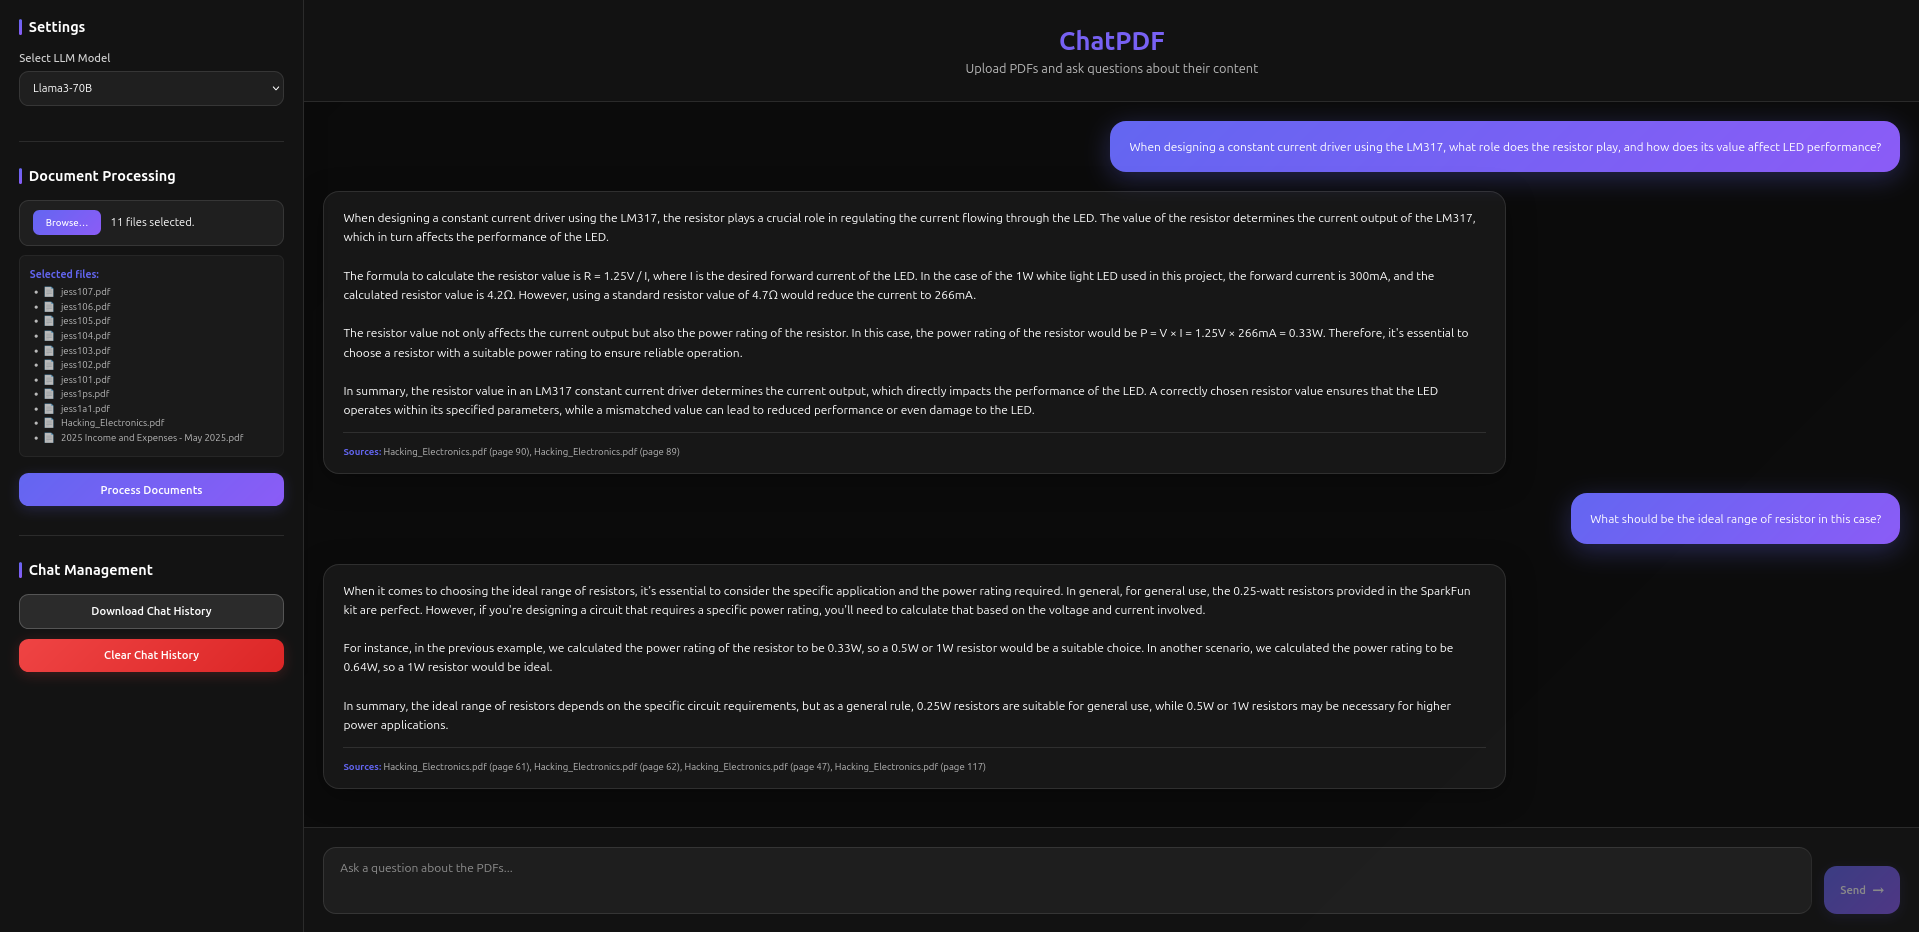 Settings
Select LLM Model
Llama3-70B
Document Processing
Browse... 11 files selected.
Selected files:
jess107.pdf
jess106.pdf
jess105.pdf
jess104.pdf
jess103.pdf
jess102.pdf
jess101.pdf
jess1ps.pdf
jess1a1.pdf
Hacking_Electronics.pdf
2025 Income and Expenses - May 2025.pdf
Process Documents
Chat Management
Download Chat History
Clear Chat History
ChatPDF
Upload PDFs and ask questions about their content
When designing a constant current driver using the LM317, what role does the resistor play, and how does its value affect LED performance?
When designing a constant current driver using the LM317, the resistor plays a crucial role in regulating the current flowing through the LED. The value of the resistor determines the current output of the LM317,
which in turn affects the performance of the LED.
The formula to calculate the resistor value is R = 1.25V / I, where I is the desired forward current of the LED. In the case of the 1W white light LED used in this project, the forward current is 300mA, and the
calculated resistor value is 4.2Ω. However, using a standard resistor value of 4.7Ω would reduce the current to 266mA.
The resistor value not only affects the current output but also the power rating of the resistor. In this case, the power rating of the resistor would be P = V × I = 1.25V × 266mA = 0.33W. Therefore, it's essential to
choose a resistor with a suitable power rating to ensure reliable operation.
In summary, the resistor value in an LM317 constant current driver determines the current output, which directly impacts the performance of the LED. A correctly chosen resistor value ensures that the LED
operates within its specified parameters, while a mismatched value can lead to reduced performance or even damage to the LED.
Sources: Hacking_Electronics.pdf (page 90), Hacking_Electronics.pdf (page 89)
What should be the ideal range of resistor in this case?
When it comes to choosing the ideal range of resistors, it's essential to consider the specific application and the power rating required. In general, for general use, the 0.25-watt resistors provided in the SparkFun
kit are perfect. However, if you're designing a circuit that requires a specific power rating, you'll need to calculate that based on the voltage and current involved.
For instance, in the previous example, we calculated the power rating of the resistor to be 0.33W, so a 0.5W or 1W resistor would be a suitable choice. In another scenario, we calculated the power rating to be
0.64W, so a 1W resistor would be ideal.
In summary, the ideal range of resistors depends on the specific circuit requirements, but as a general rule, 0.25W resistors are suitable for general use, while 0.5W or 1W resistors may be necessary for higher
power applications.
Sources: Hacking_Electronics.pdf (page 61), Hacking_Electronics.pdf (page 62), Hacking_Electronics.pdf (page 47), Hacking_Electronics.pdf (page 117)
Ask a question about the PDFs...
Send →